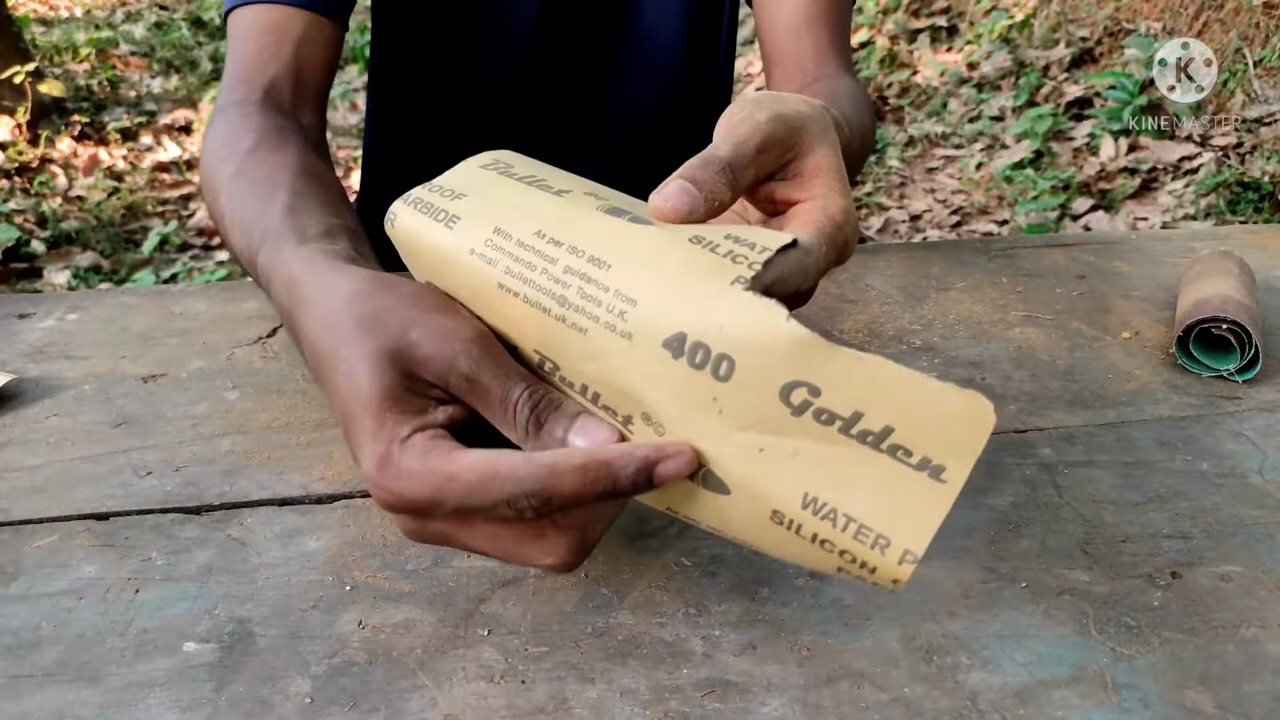 Bullet
ROOF
ARBIDE
R
WAT
SILICO
P
As per ISO 9001
With technical guidance from
Commando Power Tools U.K.
e-mail :bullettools@yahoo.co.uk
www.bullet.uk.net
400
Golden
Bullet®©
WATER P
SILICON
K
KINEMASTER